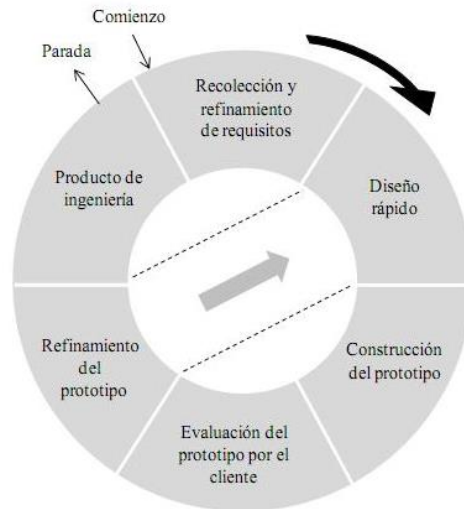 Comienzo
Parada
Recolección y
refinamiento
de requisitos
Diseño
rápido
Construcción
del prototipo
Evaluación del
prototipo por el
cliente
Refinamiento
del
prototipo
Producto de
ingeniería